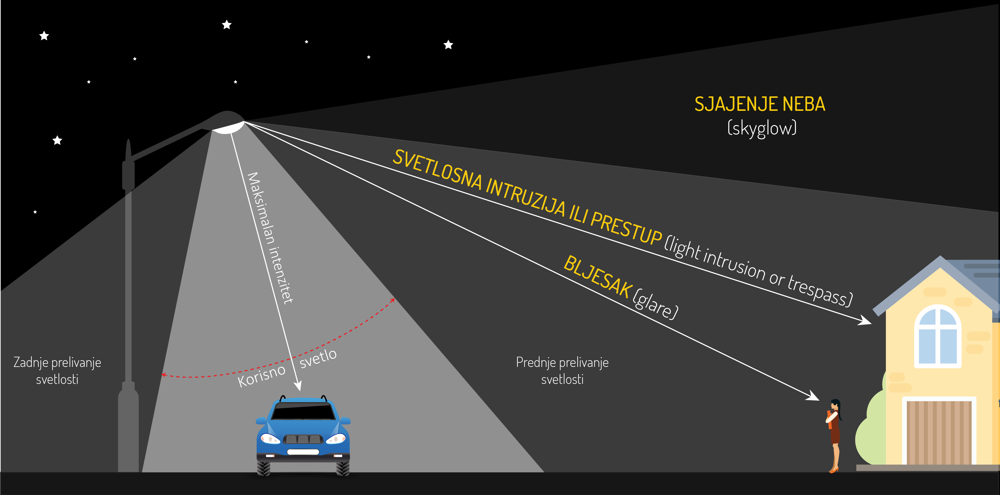 SJAJENJE NEBA
(skyglow)
SVETLOSNA INTRUZIJA ILI PRESTUP (light intrusion or trespass)
BLJESAK (glare)
Maksimalan intenzitet
Korisno svetlo
Zadnje prelivanje
svetlosti
Prednje prelivanje
svetlosti